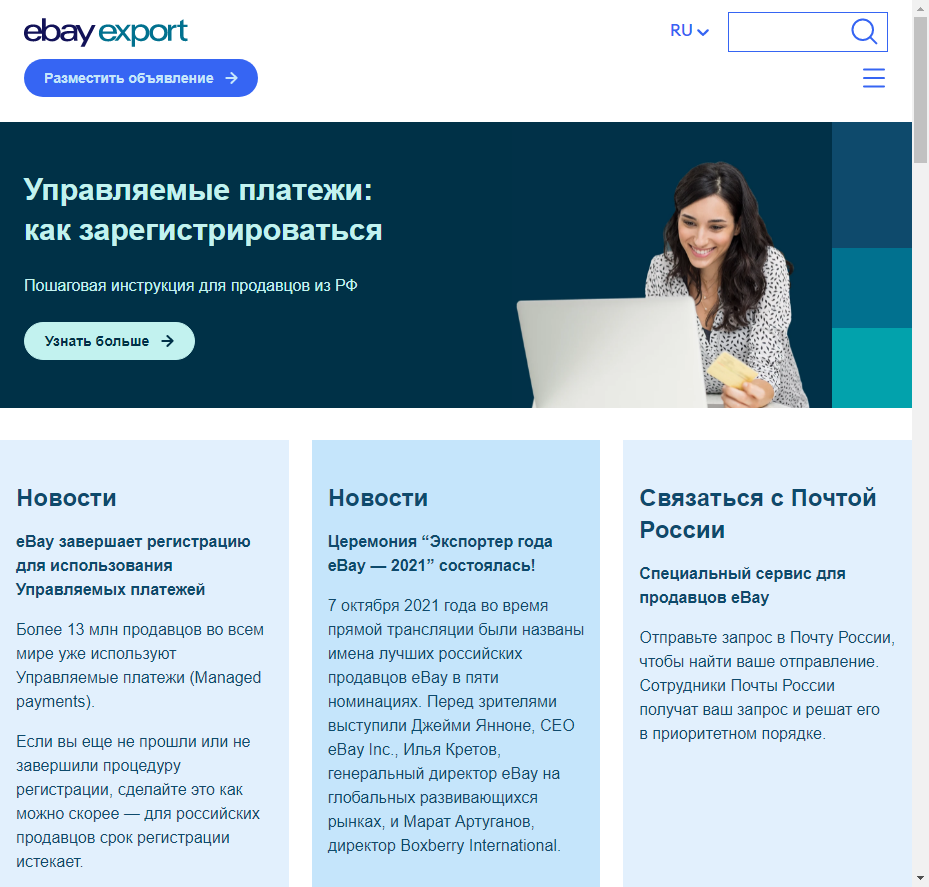 ebay export
RU
Разместить объявление
Управляемые платежи:
как зарегистрироваться
Пошаговая инструкция для продавцов из РФ
Узнать больше
Новости
eBay завершает регистрацию
для использования
Управляемых платежей
Более 13 млн продавцов во всем
мире уже используют
Управляемые платежи (Managed
payments).
Если вы еще не прошли или не
завершили процедуру
регистрации, сделайте это как
можно скорее — для российских
продавцов срок регистрации
истекает.
Новости
Церемония “Экспортер года
eBay — 2021” состоялась!
7 октября 2021 года во время
прямой трансляции были названы
имена лучших российских
продавцов eBay в пяти
номинациях. Перед зрителями
выступили Джейми Янноне, CEO
eBay Inc., Илья Кретов,
генеральный директор eBay на
глобальных развивающихся
рынках, и Марат Артуганов,
директор Boxberry International.
Связаться с Почтой
России
Специальный сервис для
продавцов eBay
Отправьте запрос в Почту России,
чтобы найти ваше отправление.
Сотрудники Почты России
получат ваш запрос и решат его
в приоритетном порядке.